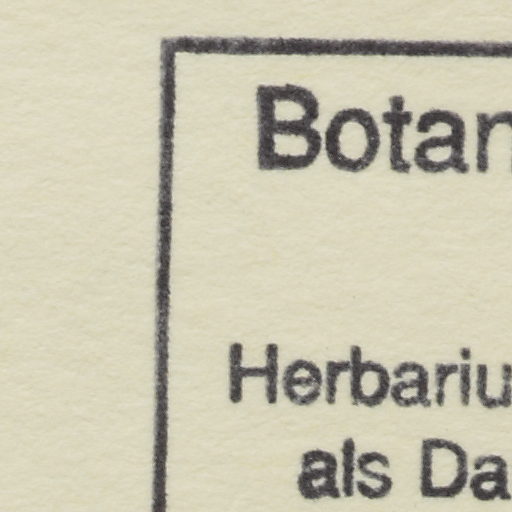 Botan
Herbariu
als Da